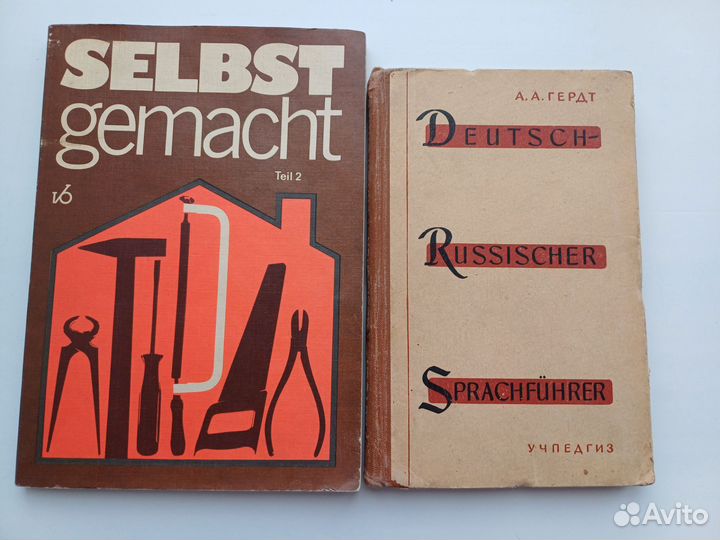 SELBST
gemacht
Teil 2
А. А. ГЕРДТ
DEUTSCH-
RUSSISCHER
SPRACHFÜHRER
УЧПЕДГИЗ
Avito